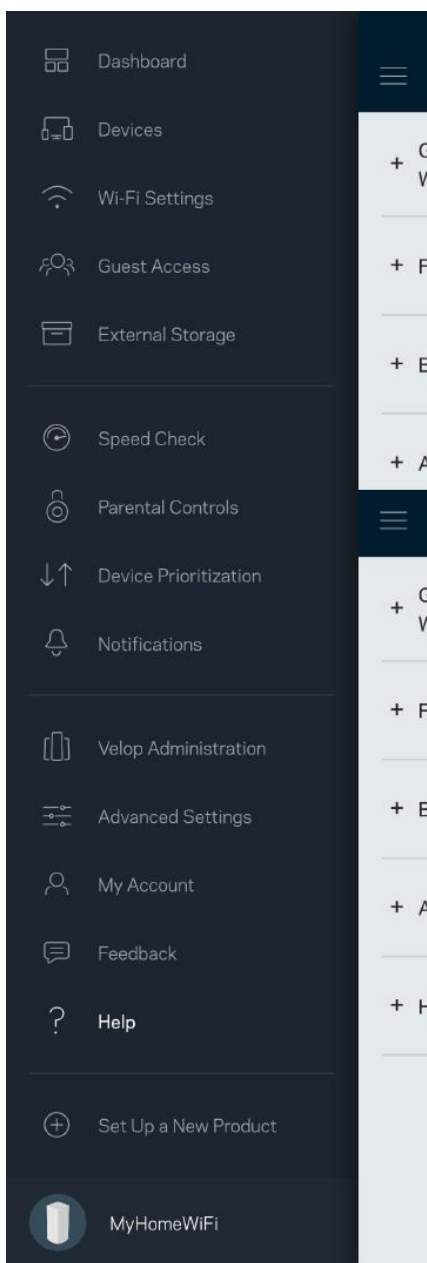 Dashboard
Devices
Wi-Fi Settings
Guest Access
External Storage
Speed Check
Parental Controls
Device Prioritization
Notifications
Velop Administration
Advanced Settings
My Account
Feedback
? Help
Set Up a New Product
MyHomeWiFi